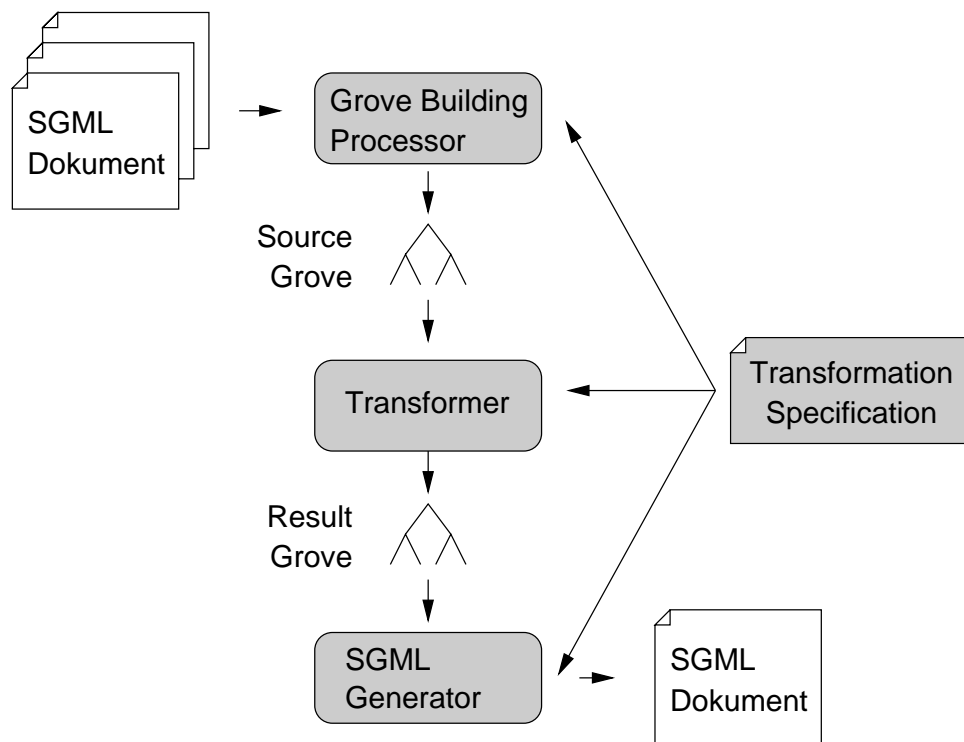 SGML
Dokument
Grove Building
Processor
Source
Grove
Transformer
Transformation
Specification
Result
Grove
SGML
Generator
SGML
Dokument